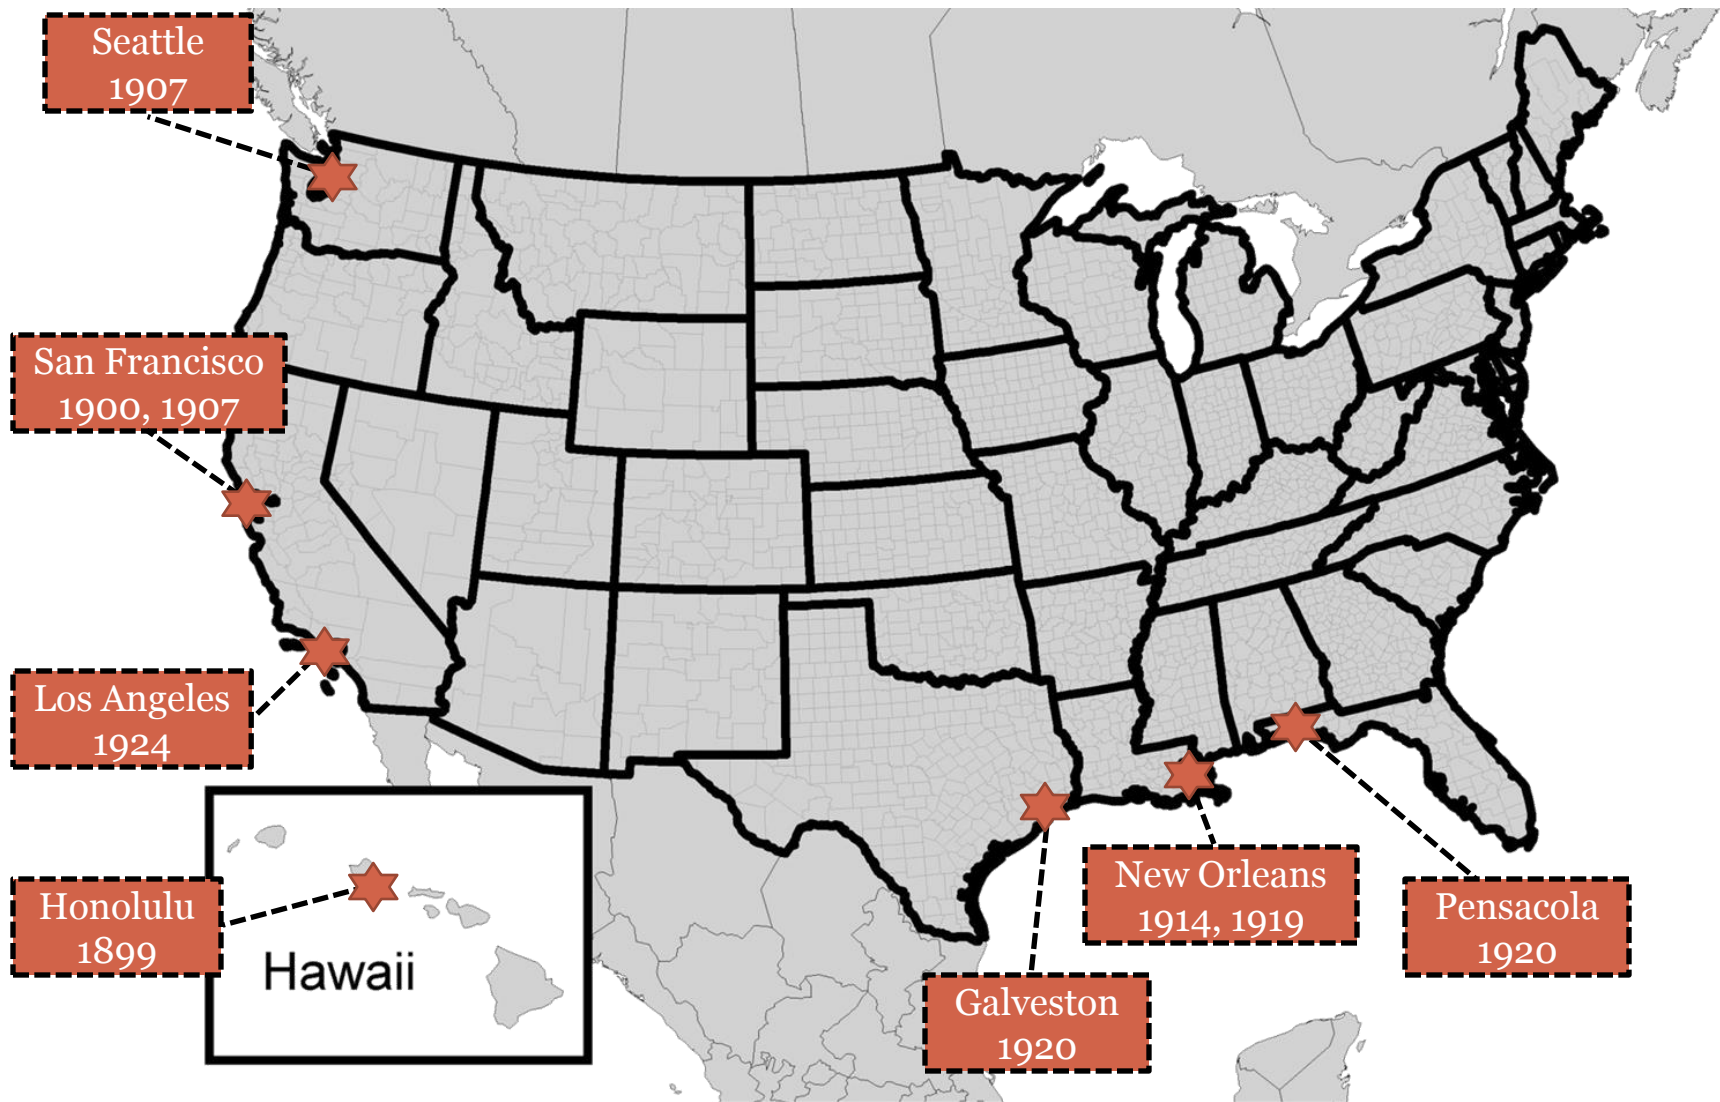 Seattle
1907
San Francisco
1900, 1907
Los Angeles
1924
Honolulu
1899
Hawaii
Galveston
1920
New Orleans
1914, 1919
Pensacola
1920